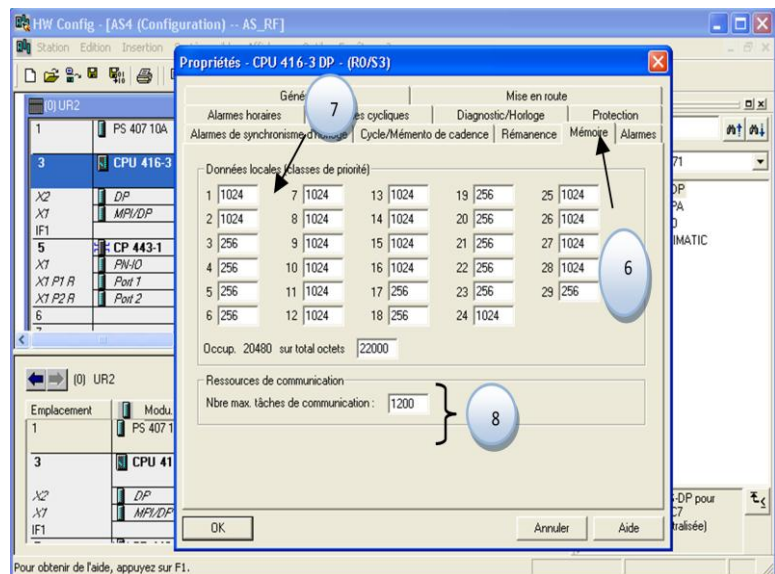 HW Config - [AS4 (Configuration) -- AS_RF]
Station Edition Insertion
Propriétés - CPU 416-3 DP - (R0/S3)
Mise en route
Alarmes horaires
cycliques
Diagnostic/Horloge
Protection
Alarmes de synchronisme d'horloge
Cycle/Mémento de cadence
Rémanence
Mémoire
Alarmes
7
6
8
Données locales (classes de priorité)
1 1024 7 1024 13 1024 19 256 25 1024
2 1024 8 1024 14 1024 20 256 26 1024
3 256 9 1024 15 1024 21 256 27 1024
4 256 10 1024 16 1024 22 256 28 1024
5 256 11 1024 17 256 23 256 29 256
6 256 12 1024 18 256 24 1024
Occup. 20480 sur total octets 22000
Ressources de communication
Nbre max. tâches de communication : 1200
OK
Annuler
Aide
(0) UR2
1 PS 407 10A
3 CPU 416-3
X2 DP
X1 MPI/DP
IF1
5 CP 443-1
X1 PN-IO
X1 P1 R Port 1
X1 P2 R Port 2
6
7
(0) UR2
Emplacement Modu.
1 PS 407 1
3 CPU 41
X2 DP
X1 MPI/DP
IF1
DP
PA
IMATIC
-DP pour
C7
tralisée)
Pour obtenir de l'aide, appuyez sur F1.